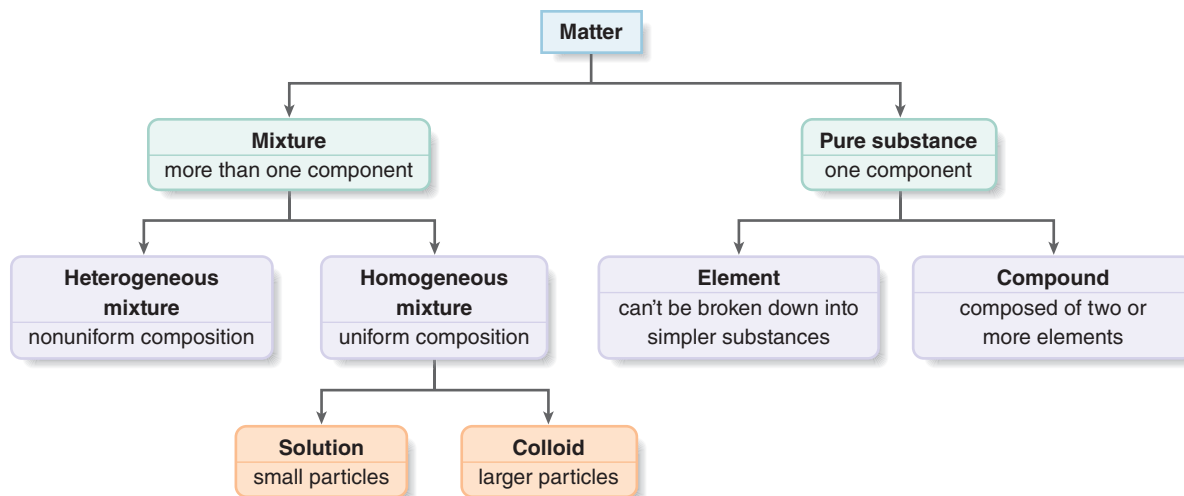 Matter
Mixture
more than one component
Pure substance
one component
Heterogeneous
mixture
nonuniform composition
Homogeneous
mixture
uniform composition
Element
can't be broken down into
simpler substances
Compound
composed of two or
more elements
Solution
small particles
Colloid
larger particles